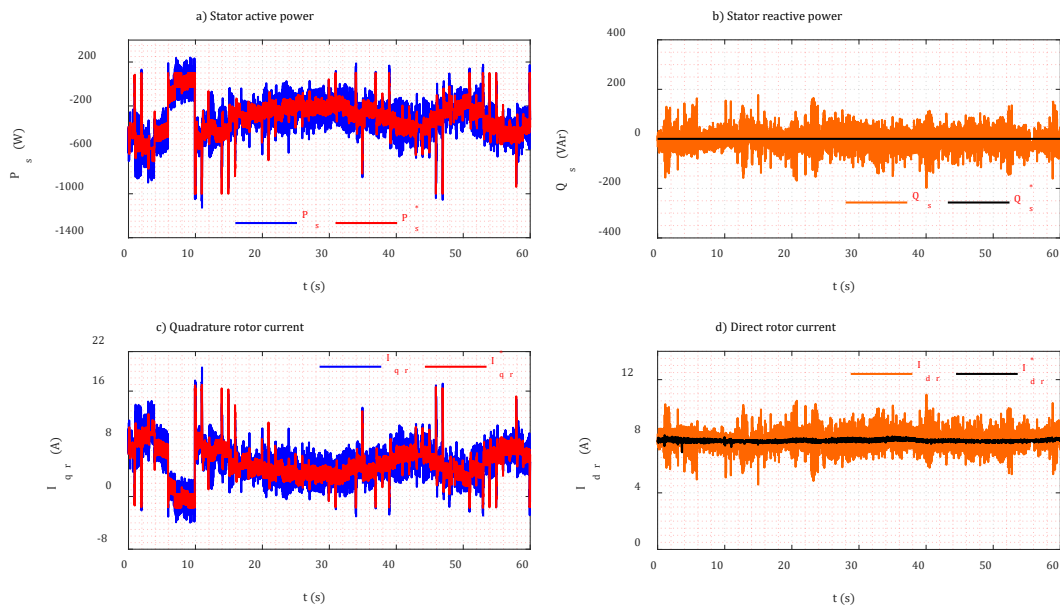 a) Stator active power
200
-200
-600
-1000
-1400
P s (W)
P s
P s *
0 10 20 30 40 50 60
t (s)
b) Stator reactive power
400
200
0
-200
-400
Q s (VAr)
Q s
Q s *
0 10 20 30 40 50 60
t (s)
c) Quadrature rotor current
22
16
8
0
-8
I q r (A)
I q r
I q r *
0 10 20 30 40 50 60
t (s)
d) Direct rotor current
12
8
4
0
I d r (A)
I d r
I d r *
0 10 20 30 40 50 60
t (s)